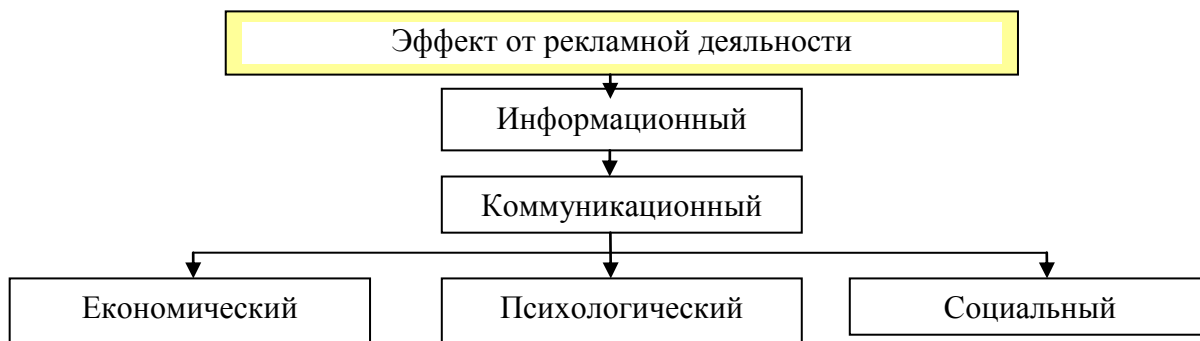 Эффект от рекламной деяльности
Информационный
Коммуникационный
Економический
Психологический
Социальный